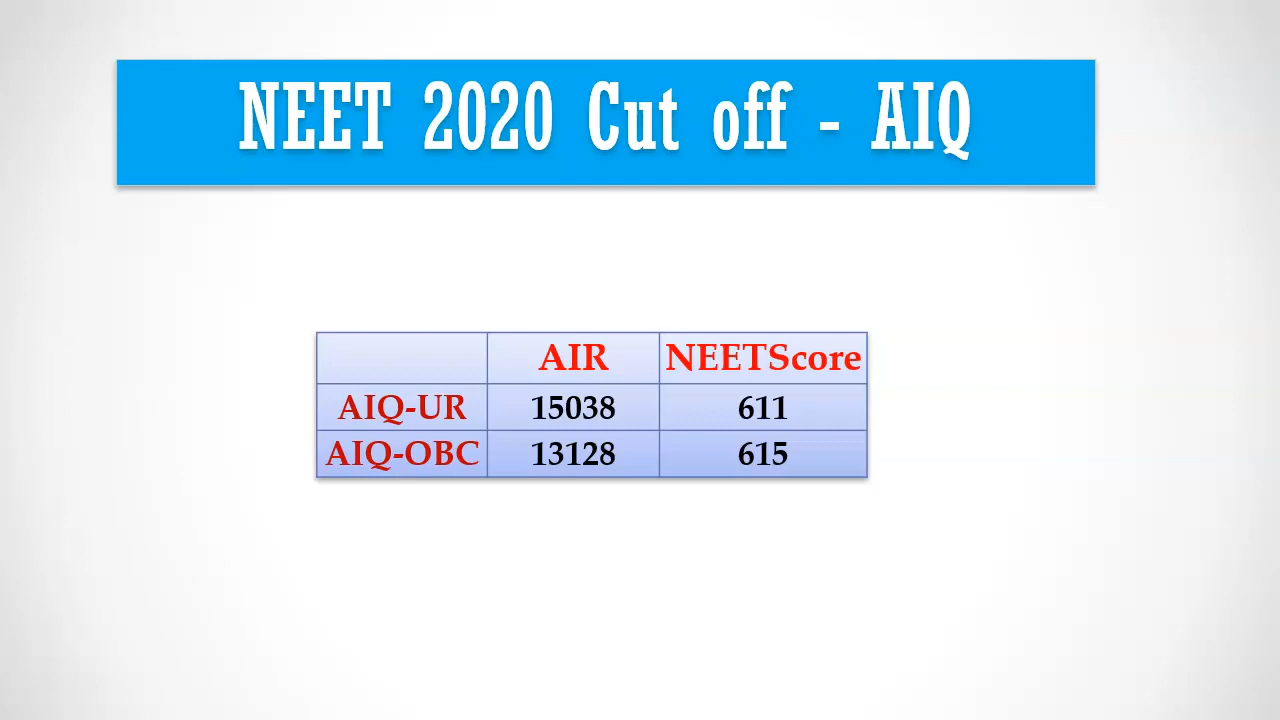 NEET 2020 Cut off - AIQ
AIR NEETScore
AIQ-UR 15038 611
AIQ-OBC 13128 615